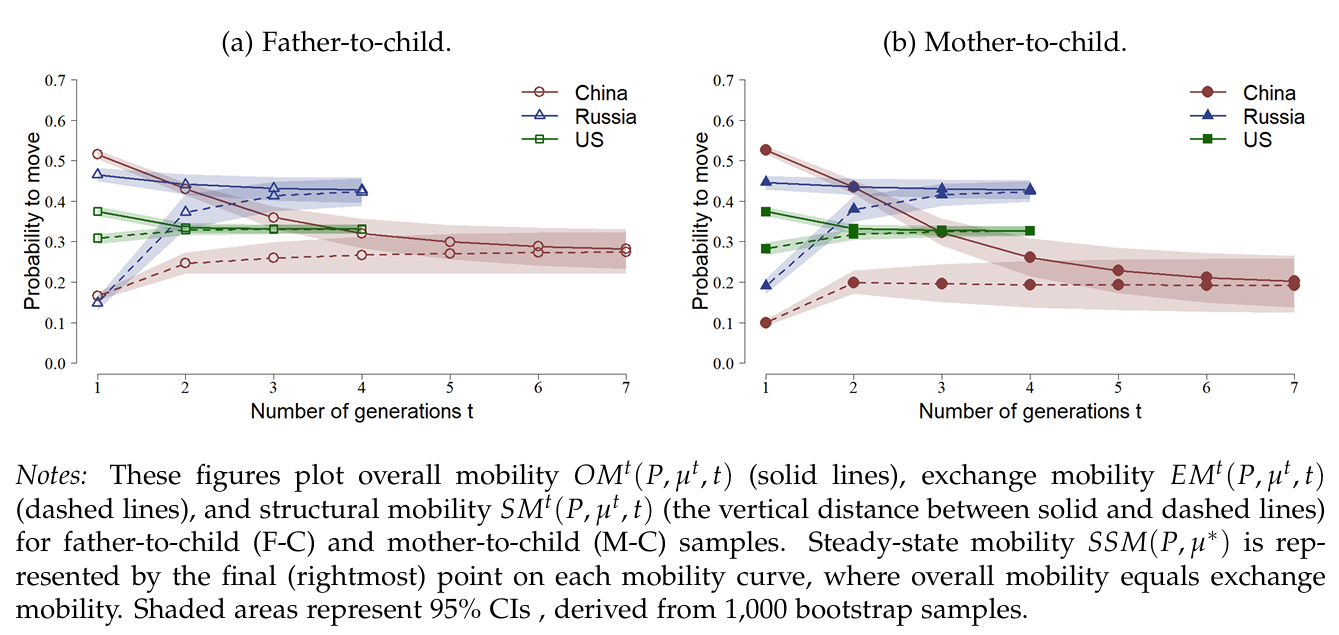 (a) Father-to-child.
Probability to move
0.7
0.6
0.5
0.4
0.3
0.2
0.1
0.0
China
Russia
US
1 2 3 4 5 6 7
Number of generations t
(b) Mother-to-child.
Probability to move
0.7
0.6
0.5
0.4
0.3
0.2
0.1
0.0
China
Russia
US
1 2 3 4 5 6 7
Number of generations t
Notes: These figures plot overall mobility OMᵗ(P, μᵗ, t) (solid lines), exchange mobility EMᵗ(P, μᵗ, t)
(dashed lines), and structural mobility SMᵗ(P, μᵗ, t) (the vertical distance between solid and dashed lines)
for father-to-child (F-C) and mother-to-child (M-C) samples. Steady-state mobility SSM(P, μ*) is rep-
resented by the final (rightmost) point on each mobility curve, where overall mobility equals exchange
mobility. Shaded areas represent 95% CIs , derived from 1,000 bootstrap samples.